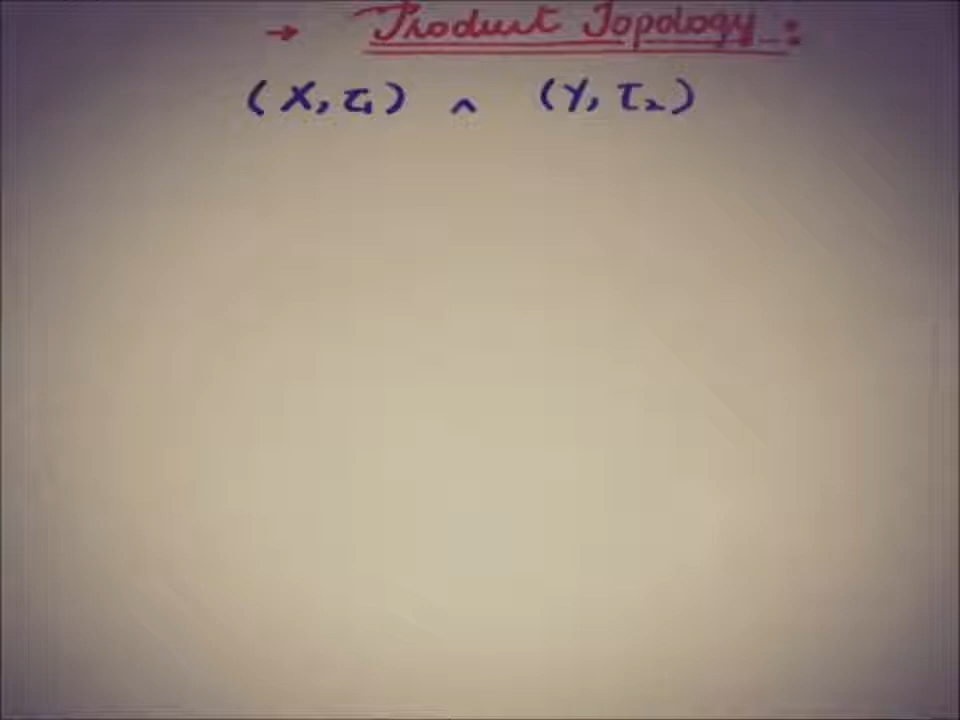 → Product Topology :
(X, τ₁) ^ (Y, τ₂)